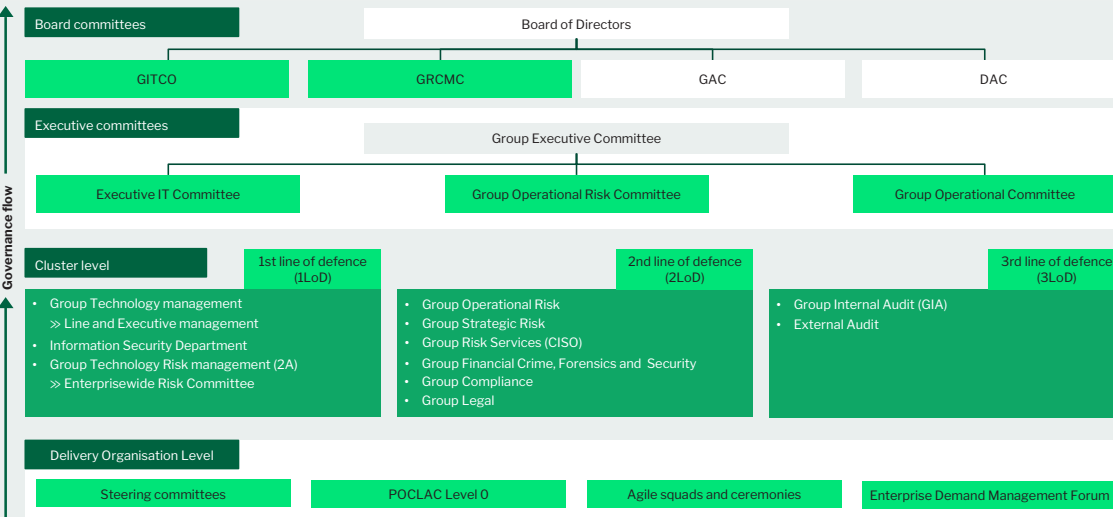 Board committees
Board of Directors
GITCO
GRCMC
GAC
DAC
Executive committees
Group Executive Committee
Executive IT Committee
Group Operational Risk Committee
Group Operational Committee
Governance flow
Cluster level
1st line of defence
(1LoD)
2nd line of defence
(2LoD)
3rd line of defence
(3LoD)
• Group Technology management
» Line and Executive management
• Information Security Department
• Group Technology Risk management (2A)
» Enterprisewide Risk Committee
• Group Operational Risk
• Group Strategic Risk
• Group Risk Services (CISO)
• Group Financial Crime, Forensics and Security
• Group Compliance
• Group Legal
• Group Internal Audit (GIA)
• External Audit
Delivery Organisation Level
Steering committees
POCLAC Level 0
Agile squads and ceremonies
Enterprise Demand Management Forum